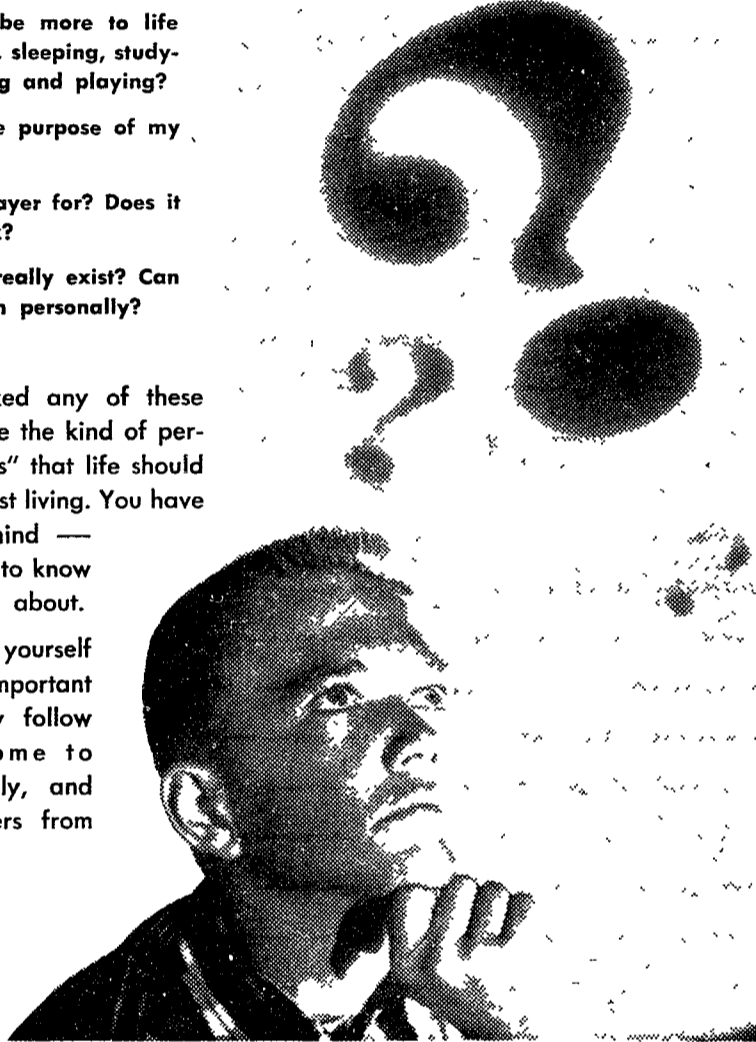 be more to life
sleeping, study-
g and playing?
e purpose of my
ayer for? Does it
?
really exist? Can
personally?
ked any of these
e the kind of per-
s" that life should
st living. You have
ind —
to know
about.
yourself
mportant
y follow
ome to
ly, and
ers from